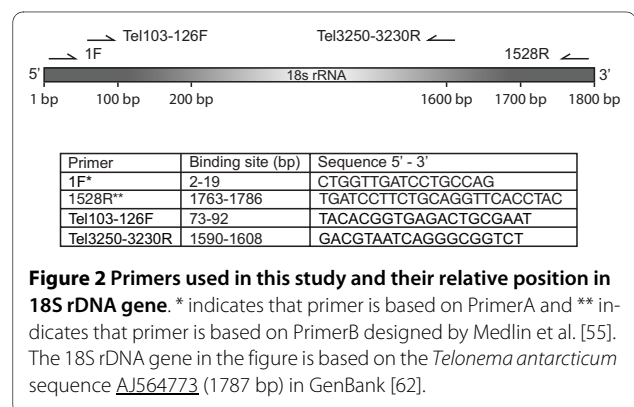 Tel103-126F Tel3250-3230R
1F 1528R
5' 18s rRNA 3'
1 bp 100 bp 200 bp 1600 bp 1700 bp 1800 bp
Primer Binding site (bp) Sequence 5' - 3'
1F* 2-19 CTGGTTGATCCTGCCAG
1528R** 1763-1786 TGATCCTTCTGCAGGTTCACCTAC
Tel103-126F 73-92 TACACGGTGAGACTGCGAAT
Tel3250-3230R 1590-1608 GACGTAATCAGGGCGGTCT
Figure 2 Primers used in this study and their relative position in
18S rDNA gene. * indicates that primer is based on PrimerA and ** in-
dicates that primer is based on PrimerB designed by Medlin et al. [55].
The 18S rDNA gene in the figure is based on the Telonema antarcticum
sequence AJ564773 (1787 bp) in GenBank [62].